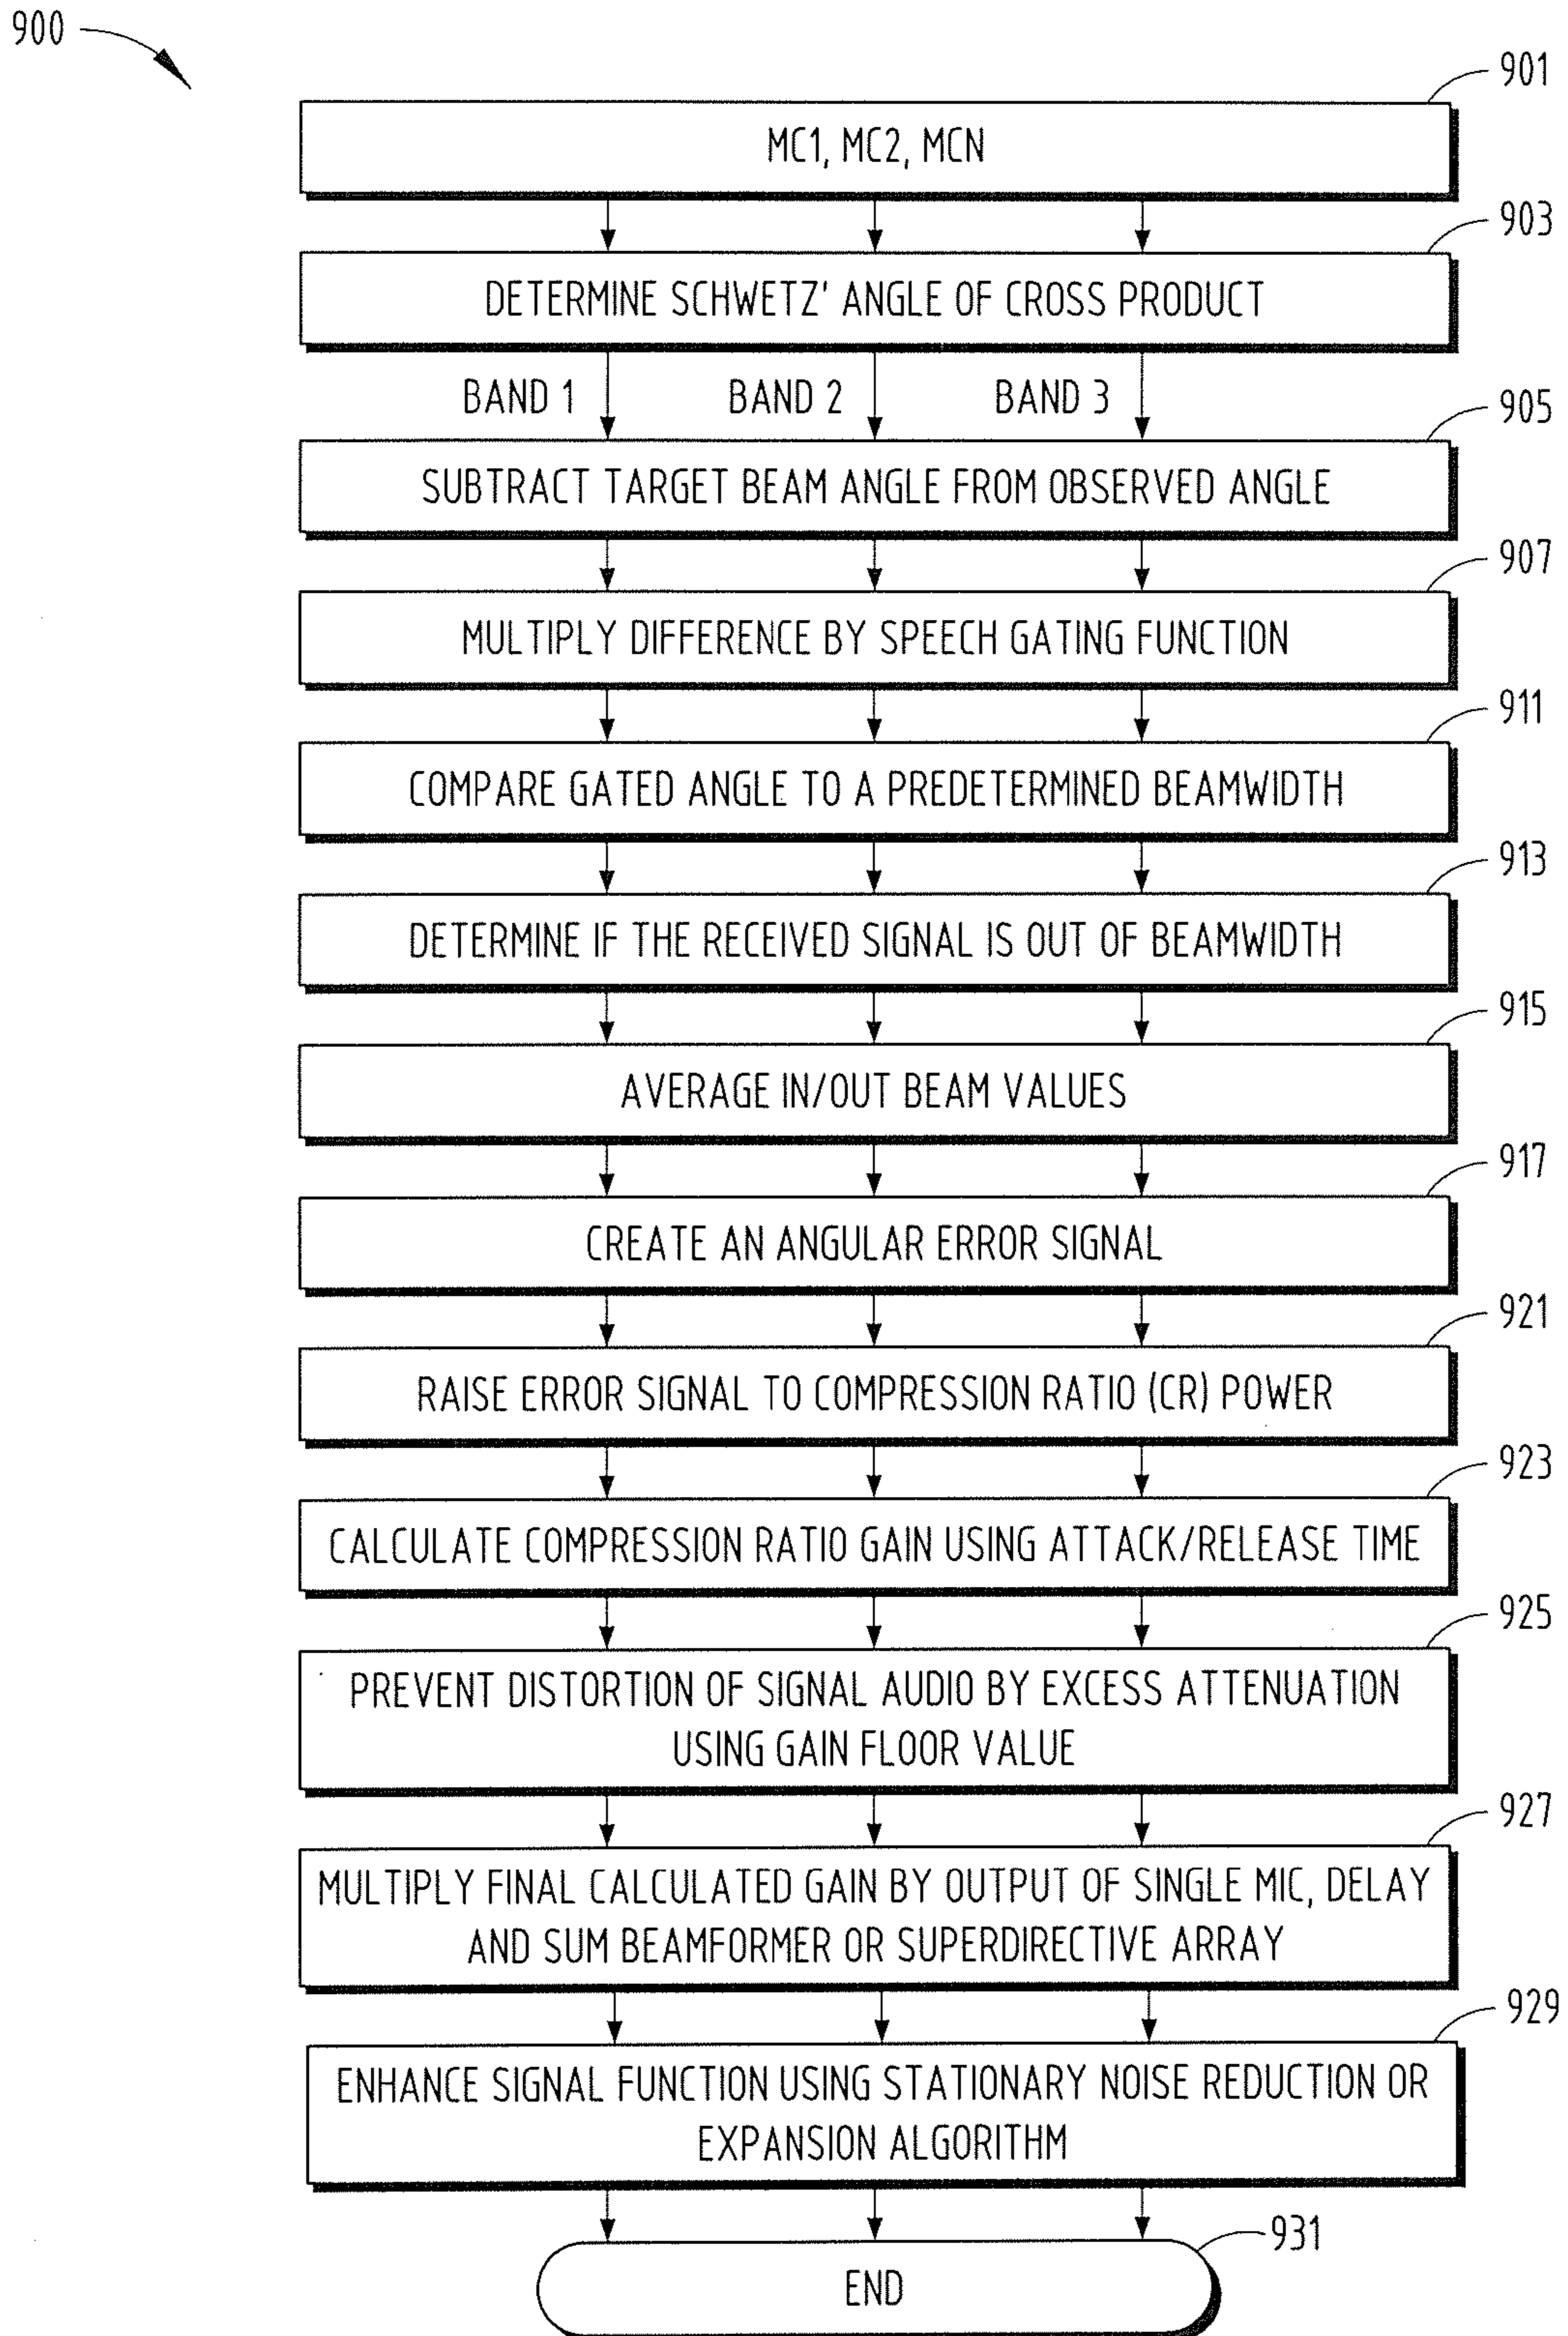 900
901
MC1, MC2, MCN
903
DETERMINE SCHWETZ' ANGLE OF CROSS PRODUCT
BAND 1 BAND 2 BAND 3
905
SUBTRACT TARGET BEAM ANGLE FROM OBSERVED ANGLE
907
MULTIPLY DIFFERENCE BY SPEECH GATING FUNCTION
911
COMPARE GATED ANGLE TO A PREDETERMINED BEAMWIDTH
913
DETERMINE IF THE RECEIVED SIGNAL IS OUT OF BEAMWIDTH
915
AVERAGE IN/OUT BEAM VALUES
917
CREATE AN ANGULAR ERROR SIGNAL
921
RAISE ERROR SIGNAL TO COMPRESSION RATIO (CR) POWER
923
CALCULATE COMPRESSION RATIO GAIN USING ATTACK/RELEASE TIME
925
PREVENT DISTORTION OF SIGNAL AUDIO BY EXCESS ATTENUATION
USING GAIN FLOOR VALUE
927
MULTIPLY FINAL CALCULATED GAIN BY OUTPUT OF SINGLE MIC, DELAY
AND SUM BEAMFORMER OR SUPERDIRECTIVE ARRAY
929
ENHANCE SIGNAL FUNCTION USING STATIONARY NOISE REDUCTION OR
EXPANSION ALGORITHM
931
END